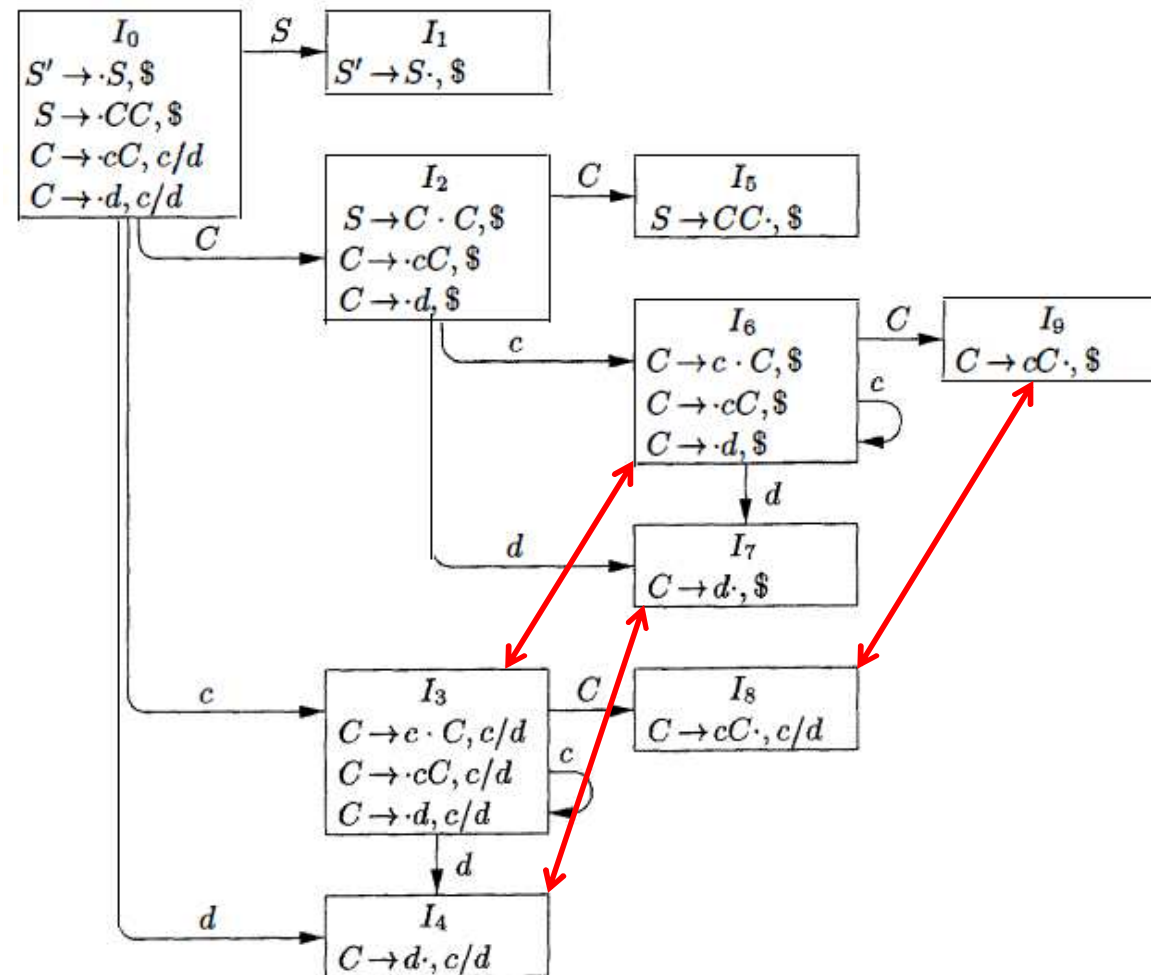 I₀
S' → ·S, $
S → ·CC, $
C → ·cC, c/d
C → ·d, c/d
S
I₁
S' → S·, $
C
I₂
S → C · C, $
C → ·cC, $
C → ·d, $
C
I₅
S → CC·, $
c
I₆
C → c · C, $
C → ·cC, $
C → ·d, $
C
c
I₉
C → cC·, $
d
d
I₇
C → d·, $
c
I₃
C → c · C, c/d
C → ·cC, c/d
C → ·d, c/d
C
c
I₈
C → cC·, c/d
d
d
I₄
C → d·, c/d